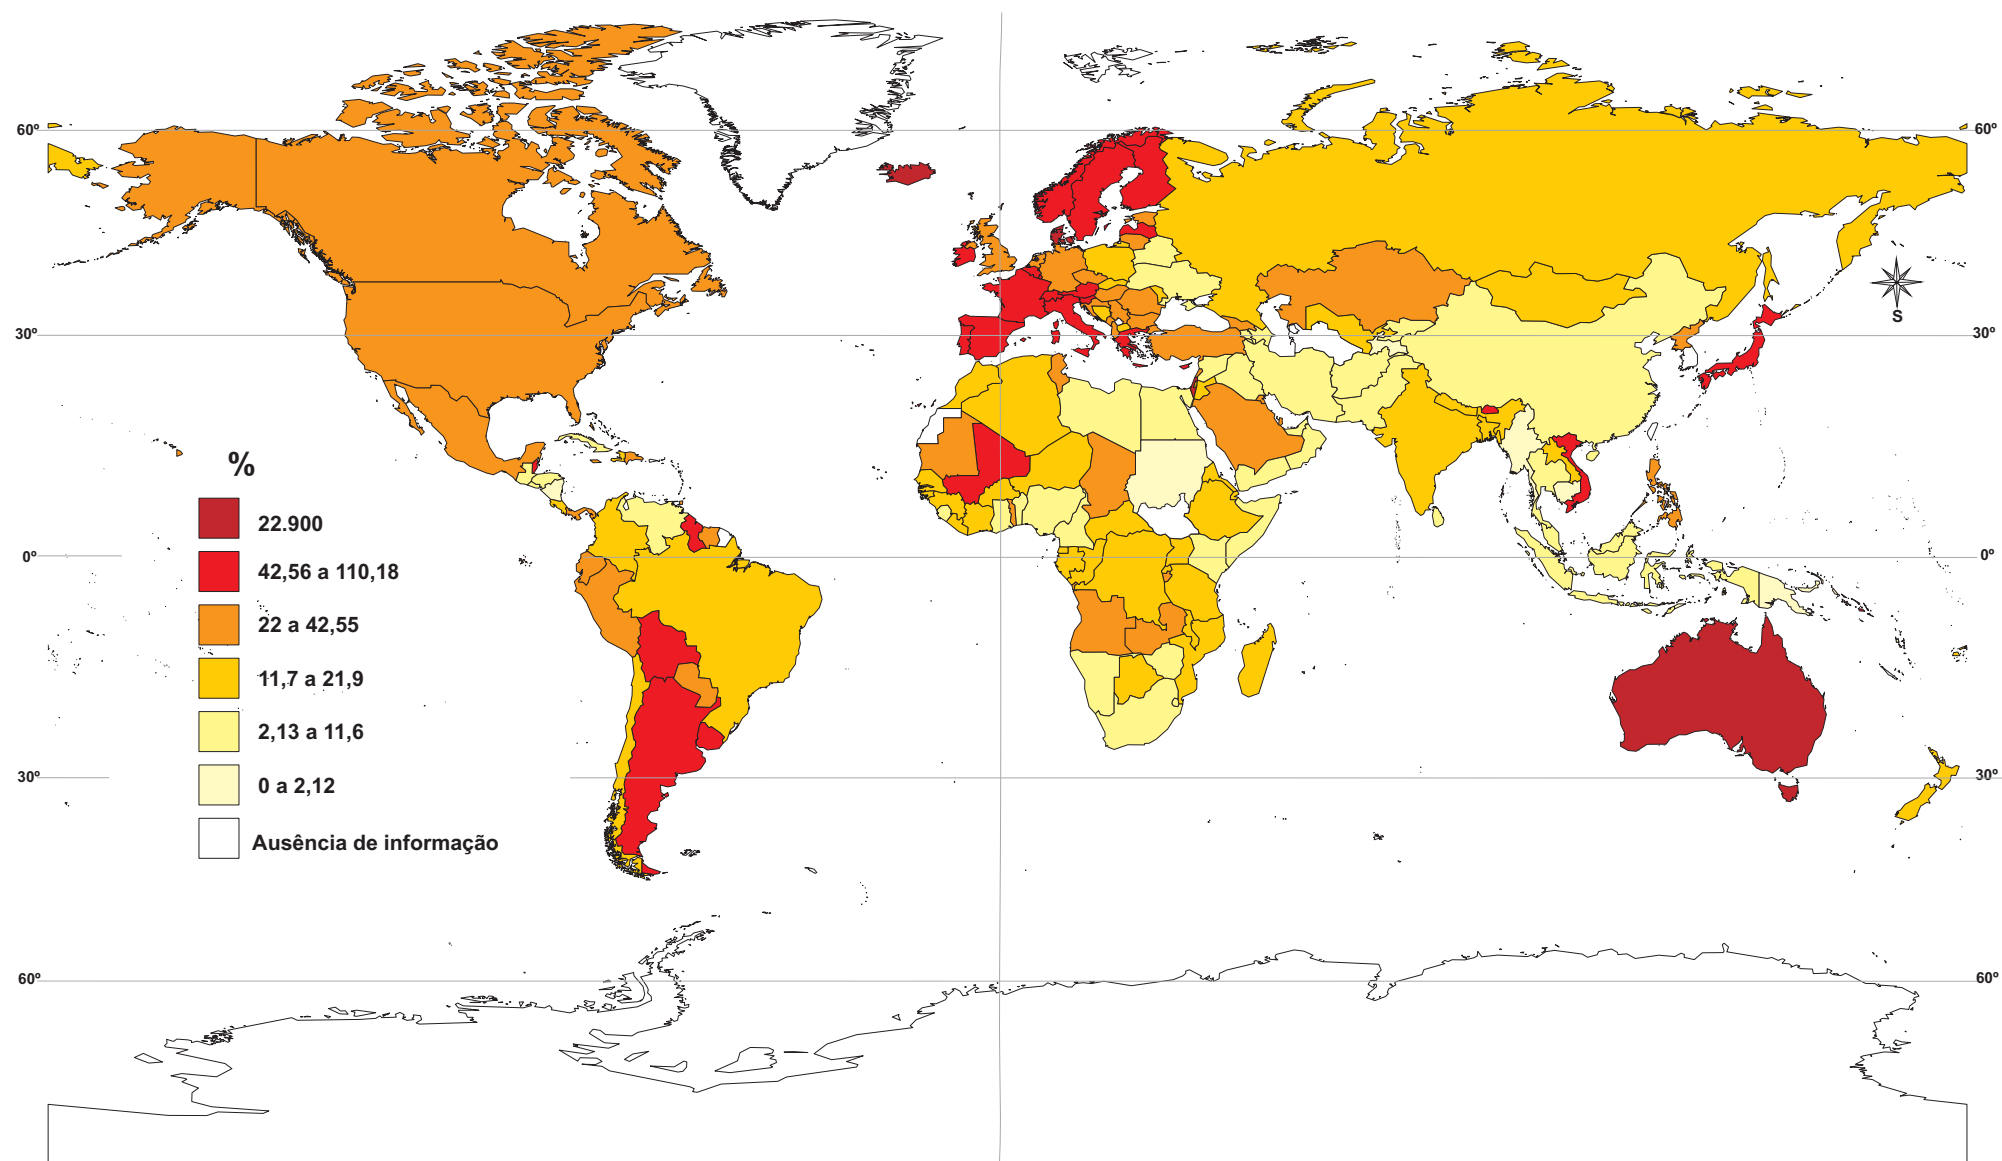 60º
60º
S
30º
30º
%
22.900
42,56 a 110,18
22 a 42,55
0º
0º
11,7 a 21,9
2,13 a 11,6
30º
30º
0 a 2,12
Ausência de informação
60º
60º